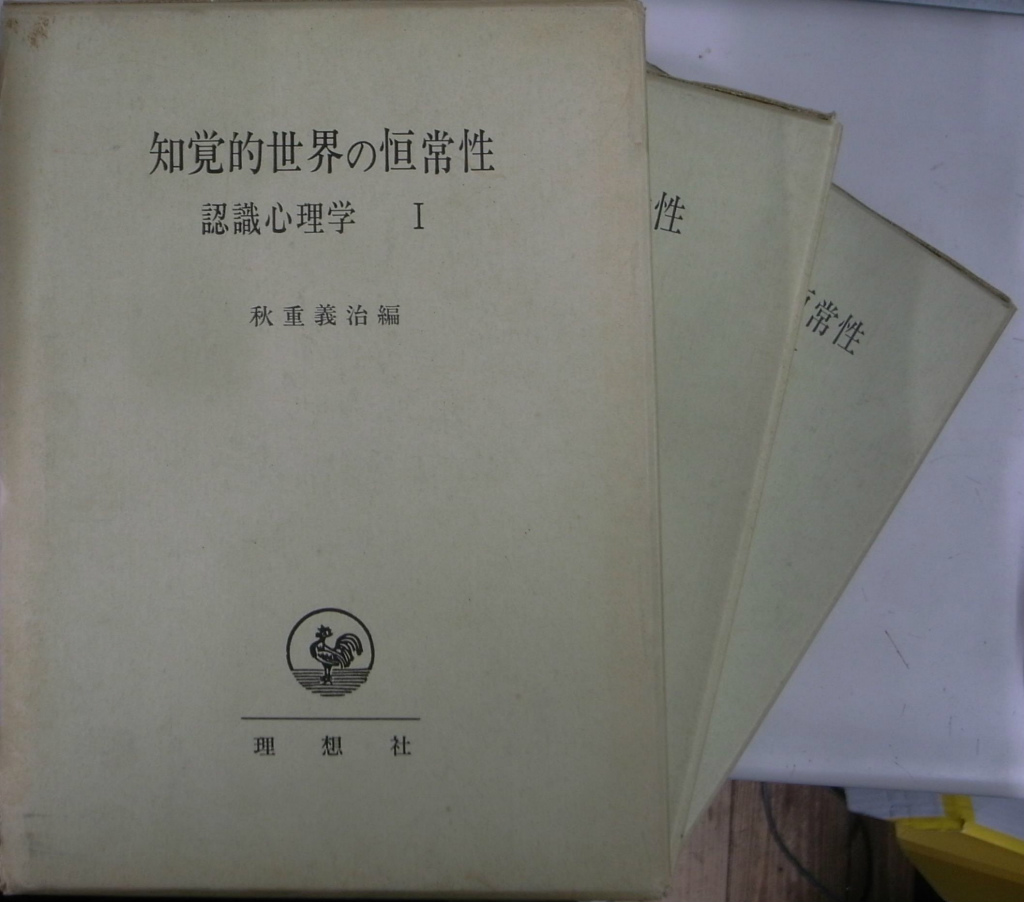 知覚的世界の恒常性
認識心理学 I
秋重義治編
理想社
性
常性